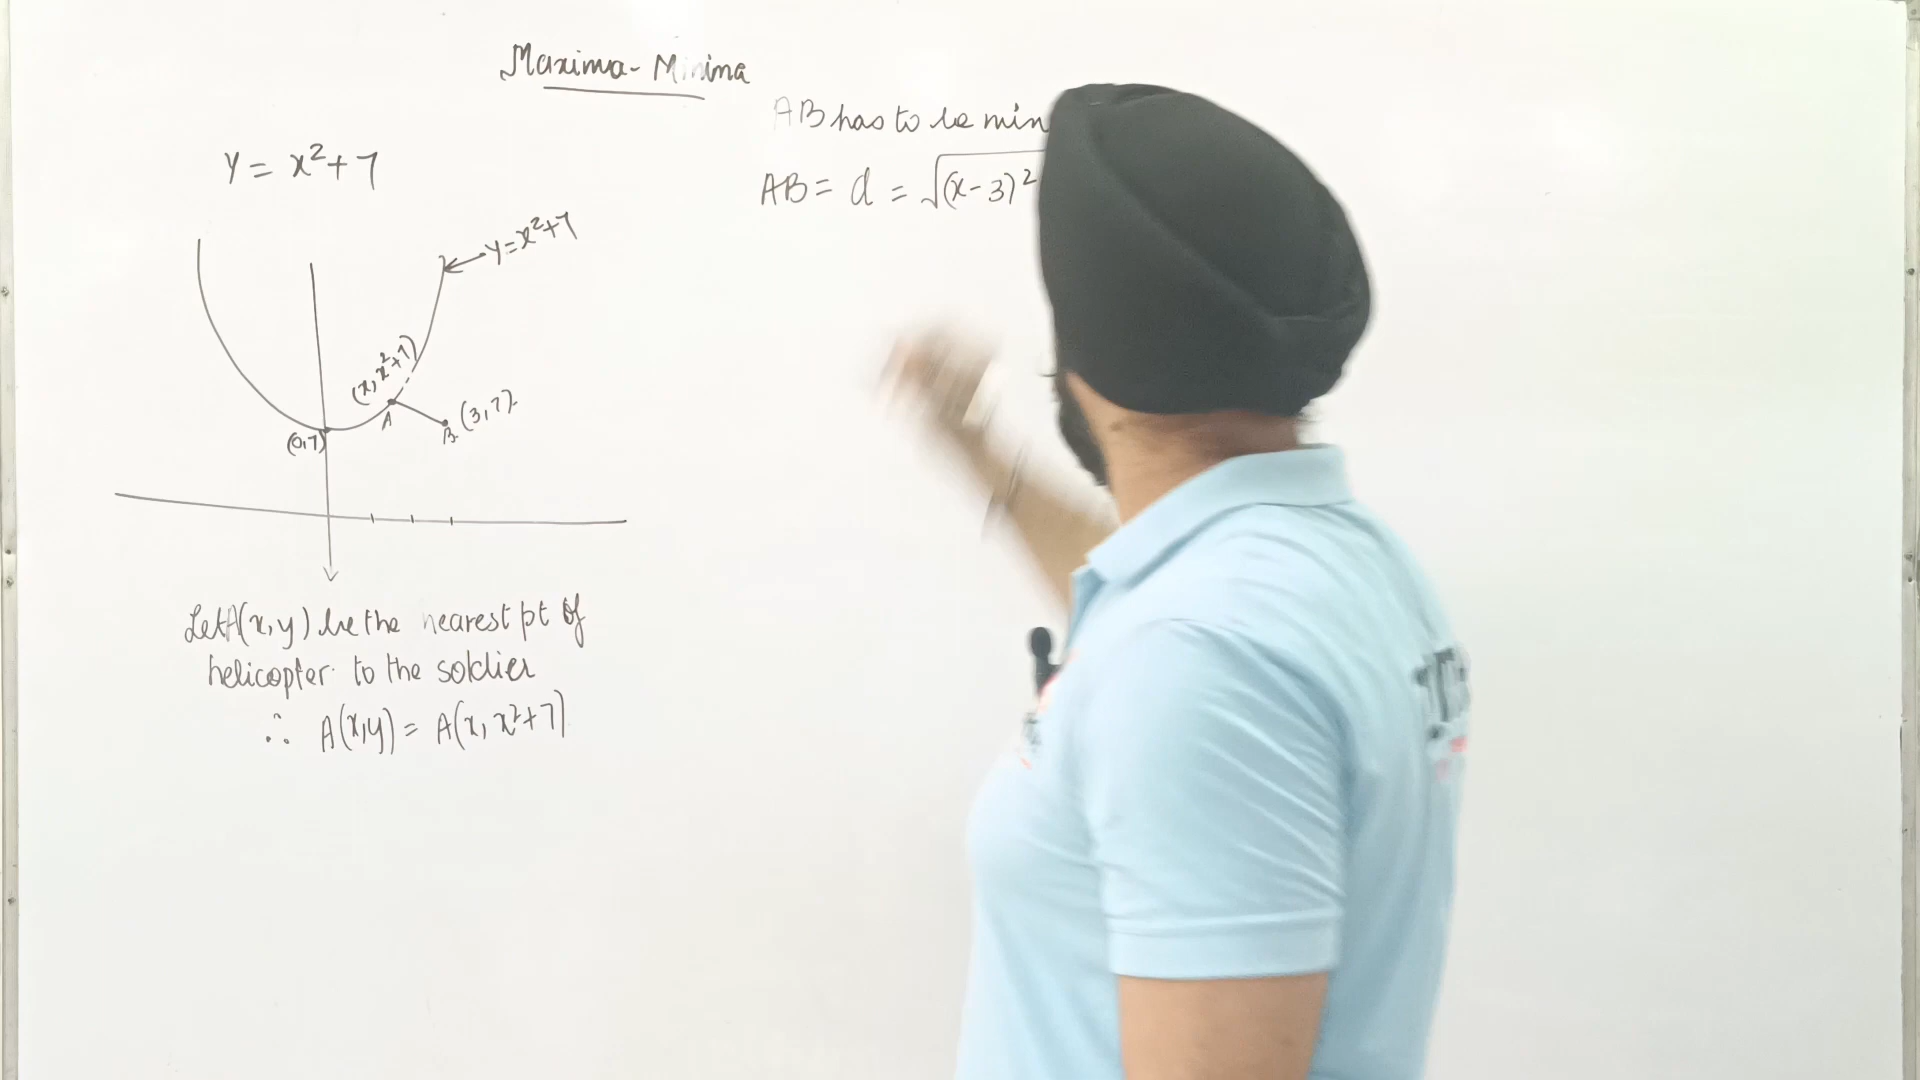 Maxima - Minima
Y = x²+7
y=x²+7
(x, x²+7)
A
B (3,7)
(0,7)
Let A(x,y) be the nearest pt of
helicopter to the soldier
∴ A(x,y) = A(x, x²+7)
AB has to be min
AB = d = √(x-3)²